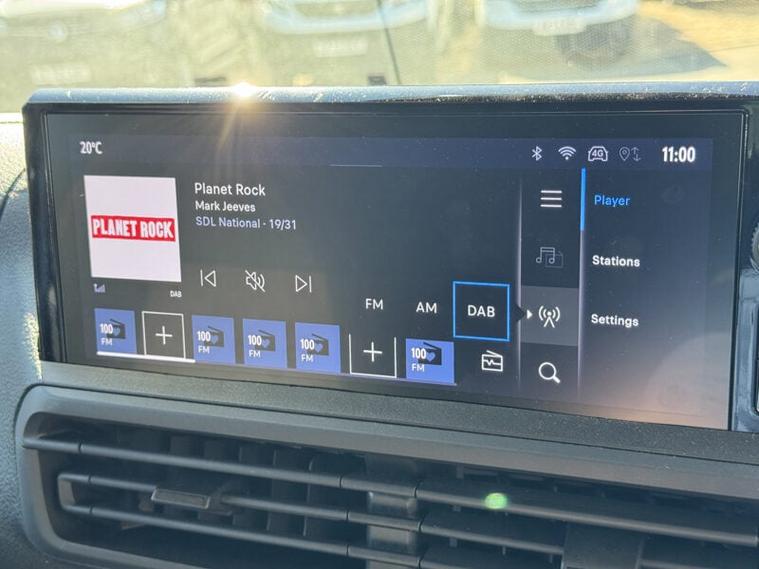 20°C
4G
11:00
PLANET ROCK
Planet Rock
Mark Jeeves
SDL National - 19/31
DAB
Player
Stations
Settings
FM
AM
DAB
100
FM
100
FM
100
FM
100
FM
100
FM